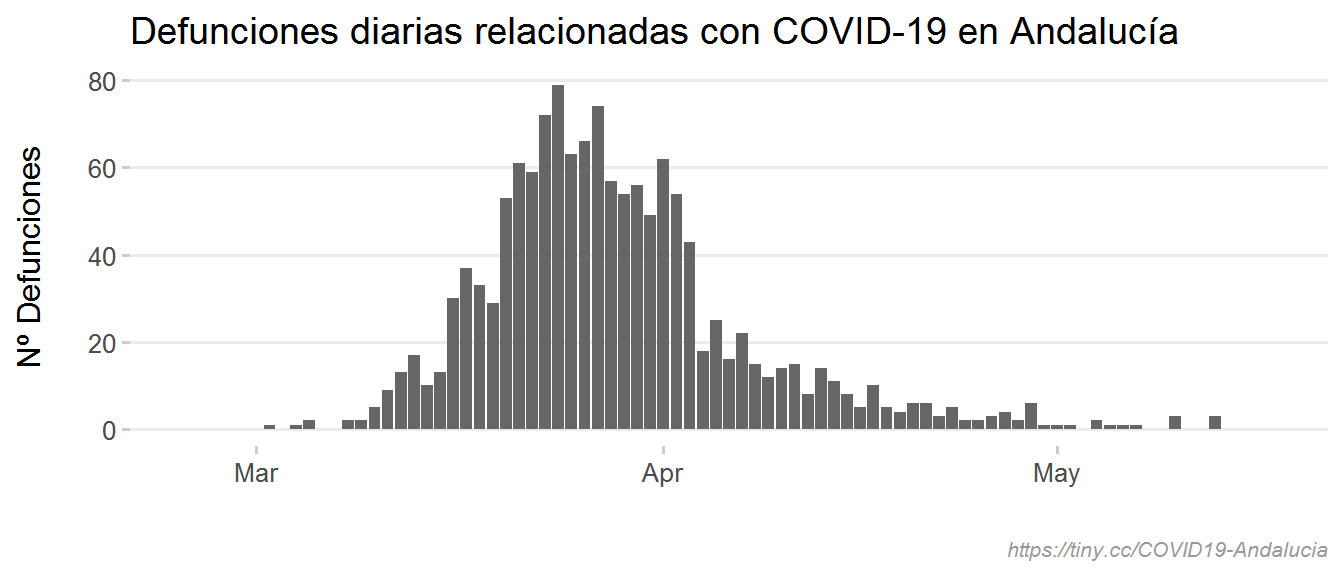 Defunciones diarias relacionadas con COVID-19 en Andalucía
Nº Defunciones
80
60
40
20
0
Mar Apr May
https://tiny.cc/COVID19-Andalucia